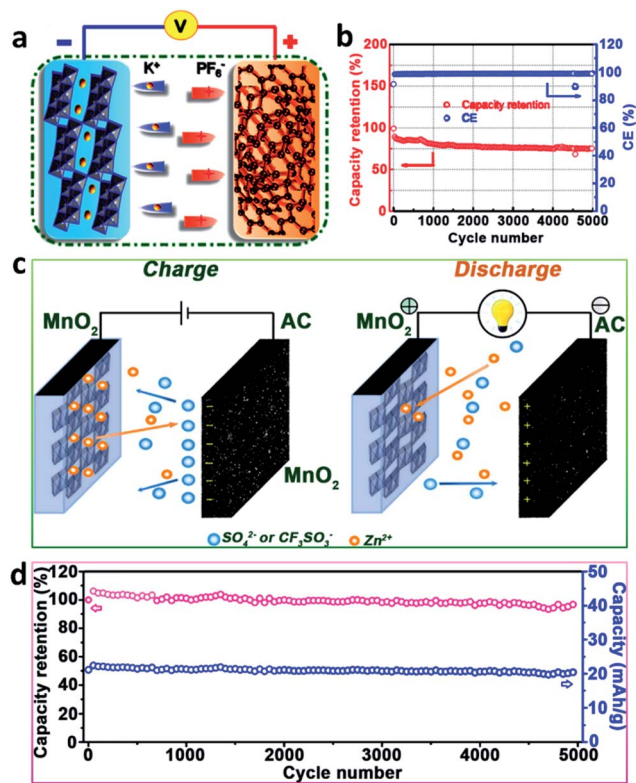 a
−
V
+
K+
PF6-
b
200
150
100
50
0
Capacity retention (%)
Capacity retention
CE
120
100
80
60
40
20
0
CE (%)
0 1000 2000 3000 4000 5000
Cycle number
c
Charge
Discharge
MnO2
AC
MnO2
AC
MnO2
SO4 2- or CF3SO3-
Zn2+
d
120
100
80
60
40
20
0
Capacity retention (%)
50
40
30
20
10
0
Capacity (mAh/g)
0 1000 2000 3000 4000 5000
Cycle number